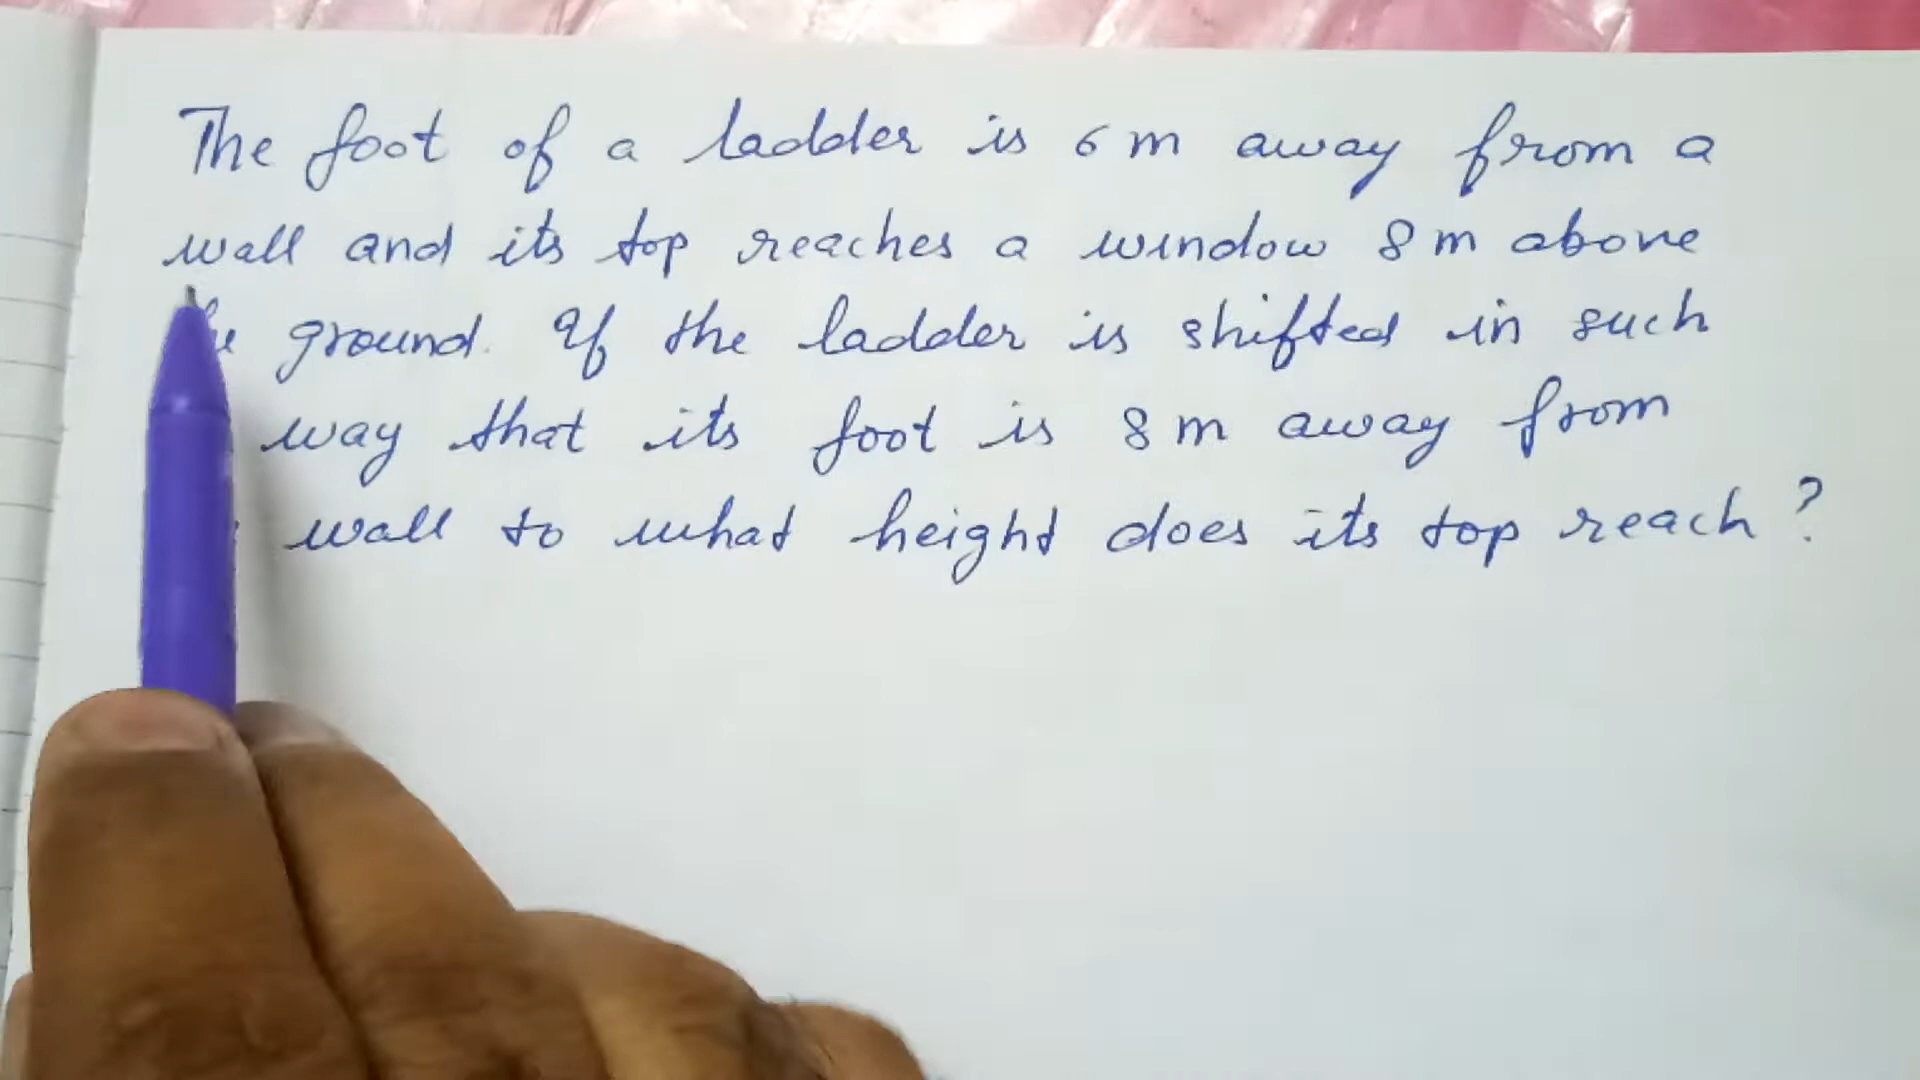 The foot of a ladder is 6 m away from a
wall and its top reaches a window 8 m above
ground. If the ladder is shifted in such
way that its foot is 8 m away from
wall to what height does its top reach?